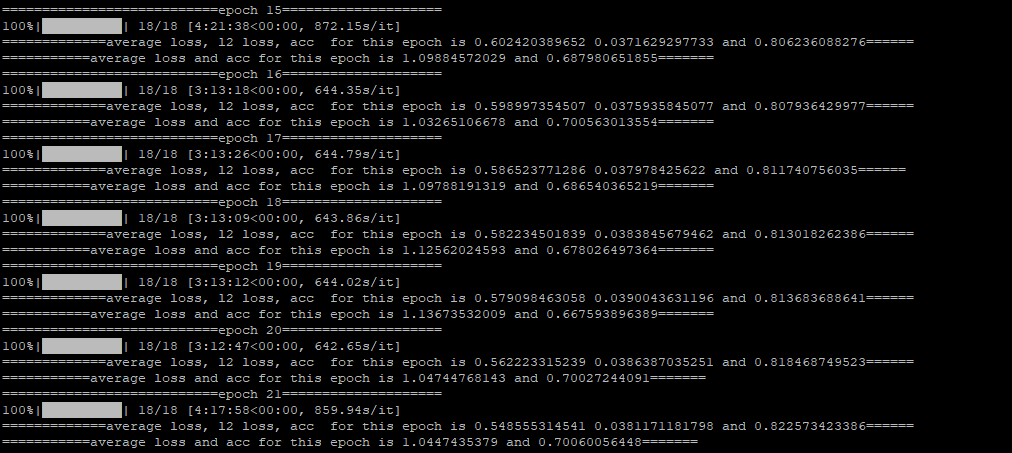 ===========================epoch 15====================
100%|██████████| 18/18 [4:21:38<00:00, 872.15s/it]
=============average loss, l2 loss, acc  for this epoch is 0.602420389652 0.0371629297733 and 0.806236088276======
===========average loss and acc for this epoch is 1.09884572029 and 0.687980651855=======
===========================epoch 16====================
100%|██████████| 18/18 [3:13:18<00:00, 644.35s/it]
=============average loss, l2 loss, acc  for this epoch is 0.598997354507 0.0375935845077 and 0.807936429977======
===========average loss and acc for this epoch is 1.03265106678 and 0.700563013554=======
===========================epoch 17====================
100%|██████████| 18/18 [3:13:26<00:00, 644.79s/it]
=============average loss, l2 loss, acc  for this epoch is 0.586523771286 0.037978425622 and 0.811740756035======
===========average loss and acc for this epoch is 1.09788191319 and 0.686540365219=======
===========================epoch 18====================
100%|██████████| 18/18 [3:13:09<00:00, 643.86s/it]
=============average loss, l2 loss, acc  for this epoch is 0.582234501839 0.0383845679462 and 0.813018262386======
===========average loss and acc for this epoch is 1.12562024593 and 0.678026497364=======
===========================epoch 19====================
100%|██████████| 18/18 [3:13:12<00:00, 644.02s/it]
=============average loss, l2 loss, acc  for this epoch is 0.579098463058 0.0390043631196 and 0.813683688641======
===========average loss and acc for this epoch is 1.13673532009 and 0.667593896389=======
===========================epoch 20====================
100%|██████████| 18/18 [3:12:47<00:00, 642.65s/it]
=============average loss, l2 loss, acc  for this epoch is 0.562223315239 0.0386387035251 and 0.818468749523======
===========average loss and acc for this epoch is 1.04744768143 and 0.70027244091=======
===========================epoch 21====================
100%|██████████| 18/18 [4:17:58<00:00, 859.94s/it]
=============average loss, l2 loss, acc  for this epoch is 0.548555314541 0.0381171181798 and 0.822573423386======
===========average loss and acc for this epoch is 1.0447435379 and 0.70060056448=======